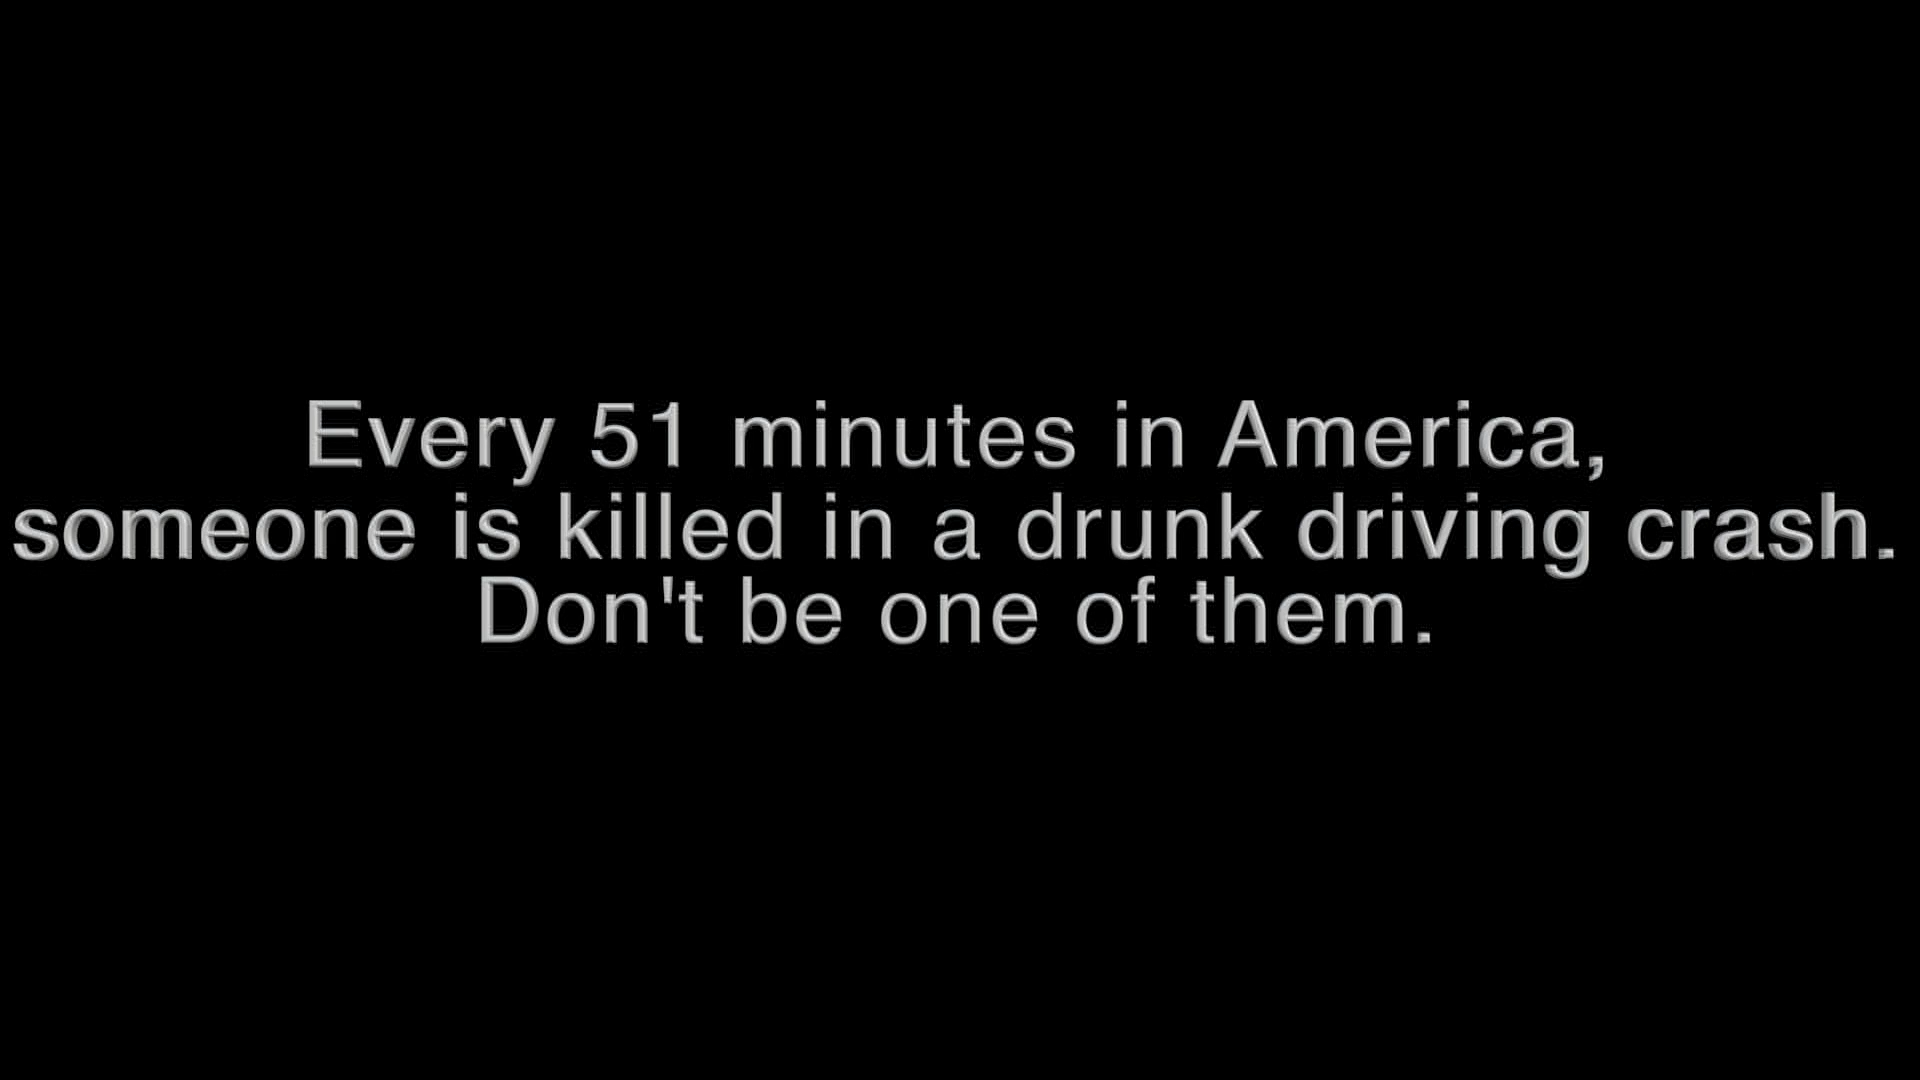 Every 51 minutes in America,
someone is killed in a drunk driving crash.
Don't be one of them.